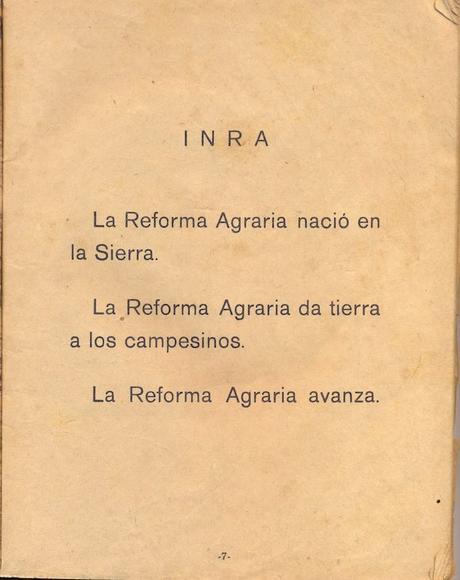 INRA
La Reforma Agraria nació en
la Sierra.
La Reforma Agraria da tierra
a los campesinos.
La Reforma Agraria avanza.
-7-